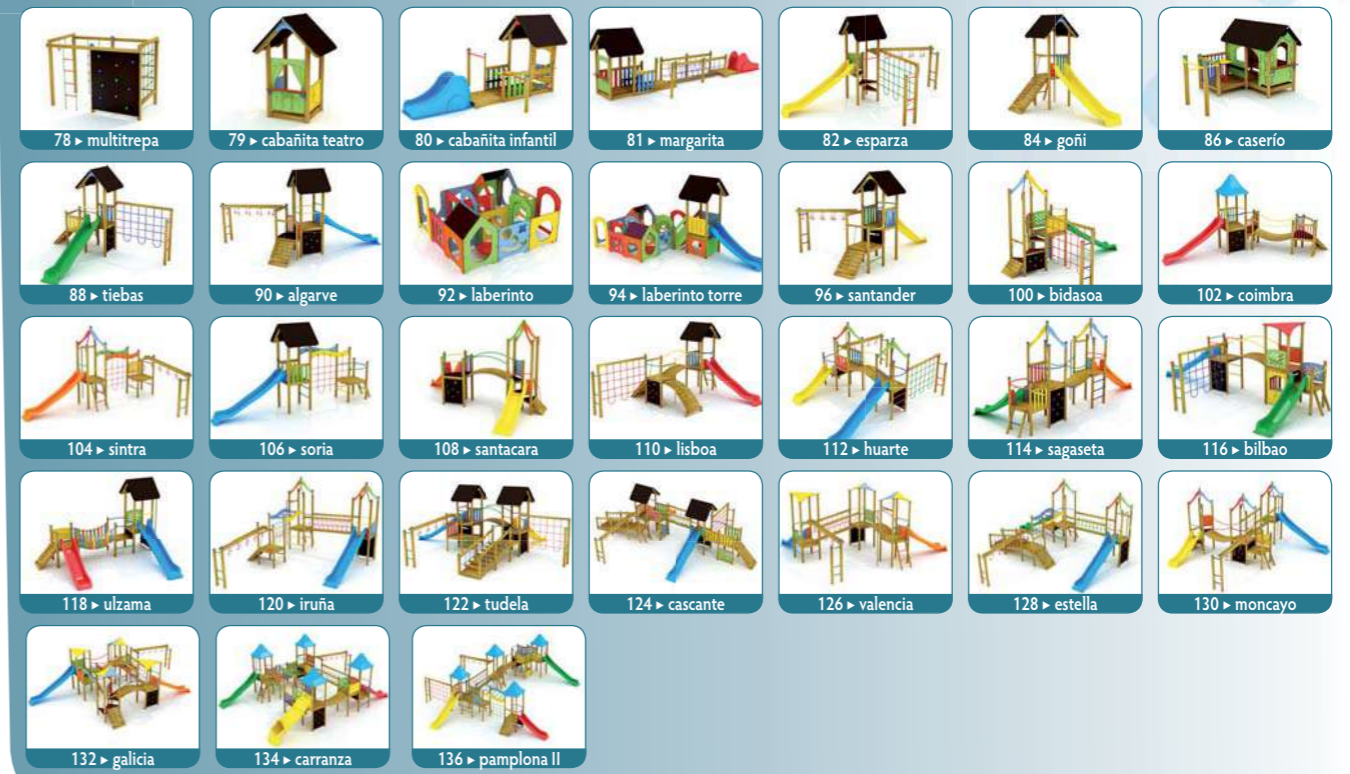 78 ▸ multitrepa
79 ▸ cabañita teatro
80 ▸ cabañita infantil
81 ▸ margarita
82 ▸ esparza
84 ▸ goñi
86 ▸ caserío
88 ▸ tiebas
90 ▸ algarve
92 ▸ laberinto
94 ▸ laberinto torre
96 ▸ santander
100 ▸ bidasoa
102 ▸ coimbra
104 ▸ sintra
106 ▸ soria
108 ▸ santacara
110 ▸ lisboa
112 ▸ huarte
114 ▸ sagaseta
116 ▸ bilbao
118 ▸ ulzama
120 ▸ iruña
122 ▸ tudela
124 ▸ cascante
126 ▸ valencia
128 ▸ estella
130 ▸ moncayo
132 ▸ galicia
134 ▸ carranza
136 ▸ pamplona II